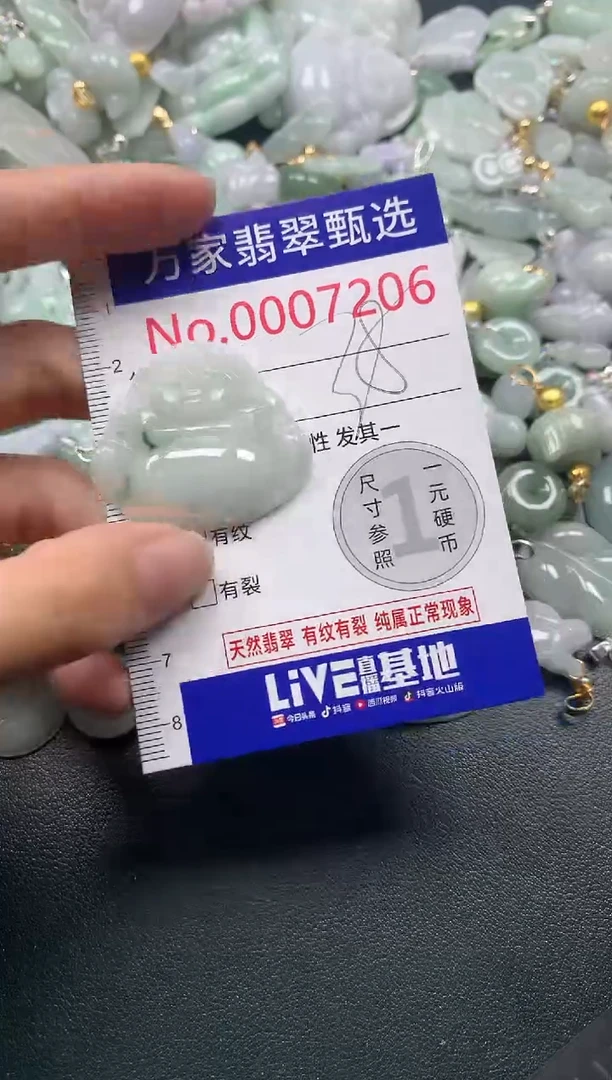 万家翡翠甄选
No.0007206
2
性 发其一
尺寸参照
1
一元硬币
有纹
有裂
天然翡翠 有纹有裂 纯属正常现象
7
LiVE直播基地
8
今日头条 抖音 西瓜视频 抖音火山版